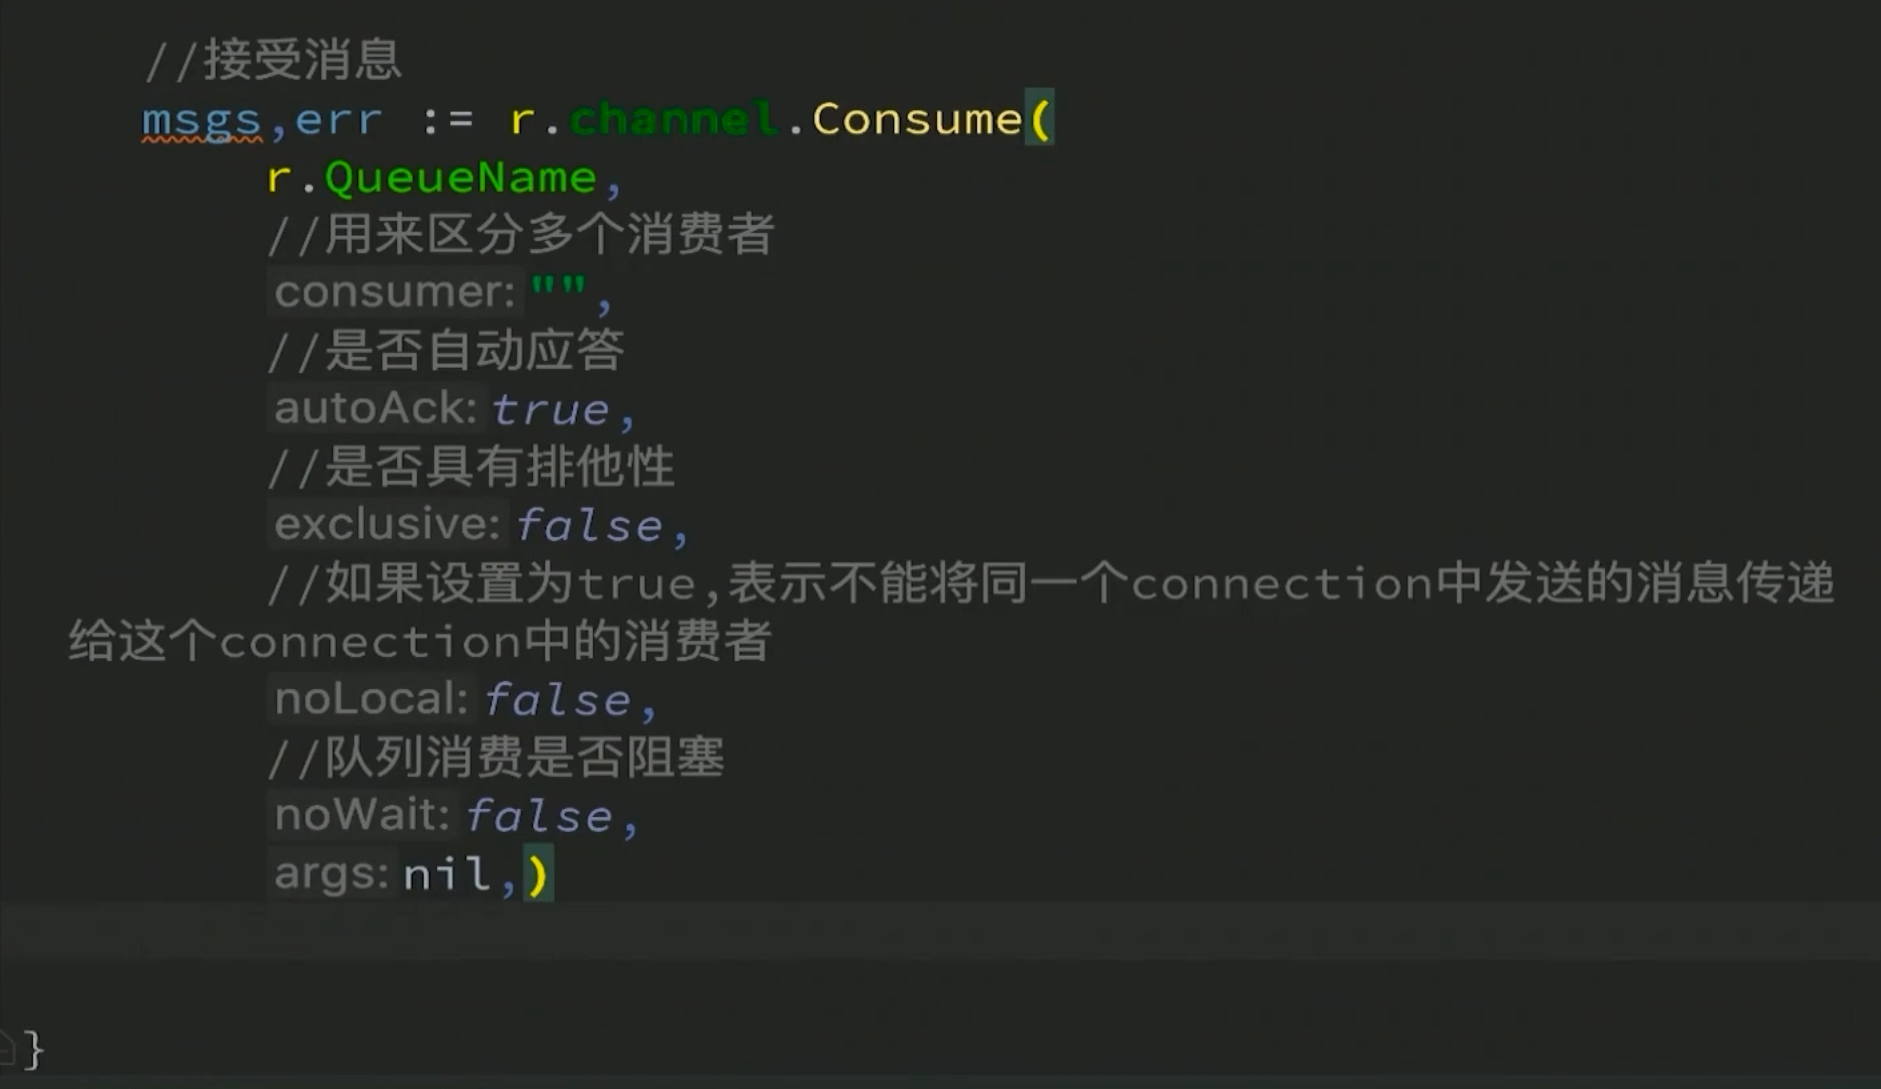 //接受消息
msgs,err := r.channel.Consume(
r.QueueName,
//用来区分多个消费者
consumer: "",
//是否自动应答
autoAck: true,
//是否具有排他性
exclusive: false,
//如果设置为true,表示不能将同一个connection中发送的消息传递
给这个connection中的消费者
noLocal: false,
//队列消费是否阻塞
noWait: false,
args: nil,)
}